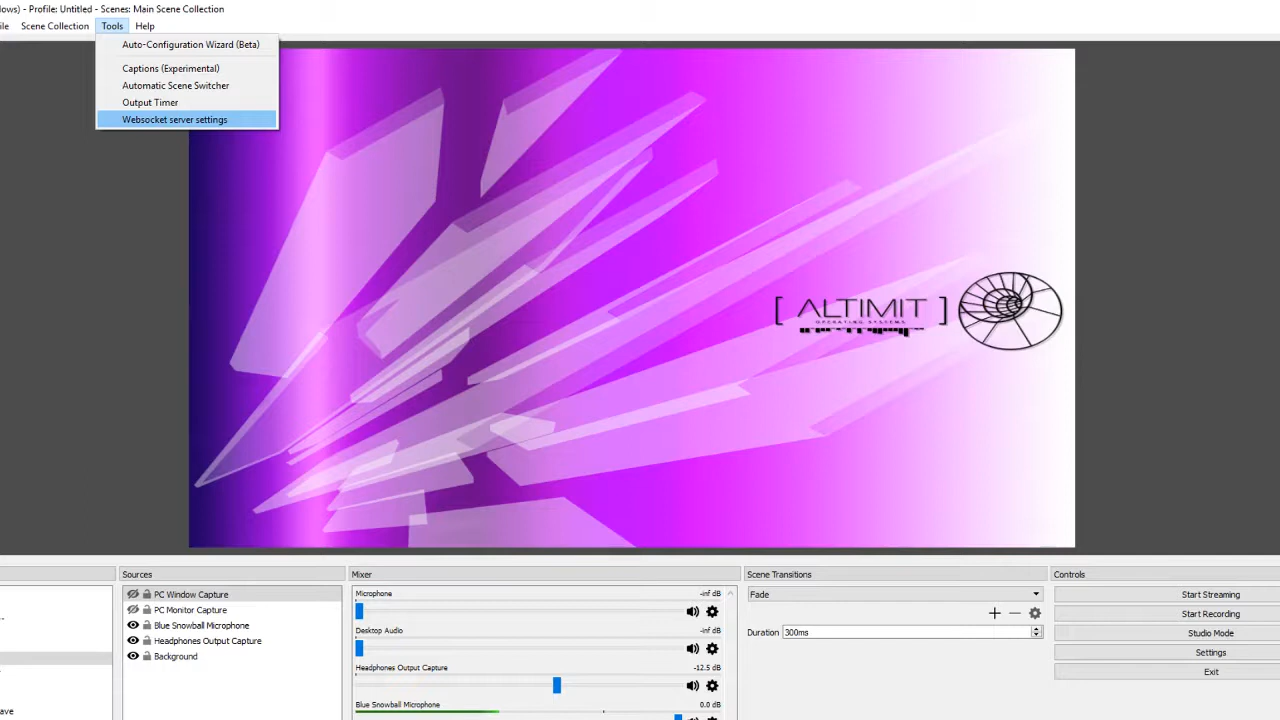 ows) - Profile: Untitled - Scenes: Main Scene Collection
ile Scene Collection Tools Help
Auto-Configuration Wizard (Beta)
Captions (Experimental)
Automatic Scene Switcher
Output Timer
Websocket server settings
[ ALTIMIT ]
OPERATING SYSTEMS
Sources
PC Window Capture
PC Monitor Capture
Blue Snowball Microphone
Headphones Output Capture
Background
Mixer
Microphone -inf dB
Desktop Audio -inf dB
Headphones Output Capture -12.5 dB
Blue Snowball Microphone 0.0 dB
Scene Transitions
Fade
Duration 300ms
Controls
Start Streaming
Start Recording
Studio Mode
Settings
Exit
ave